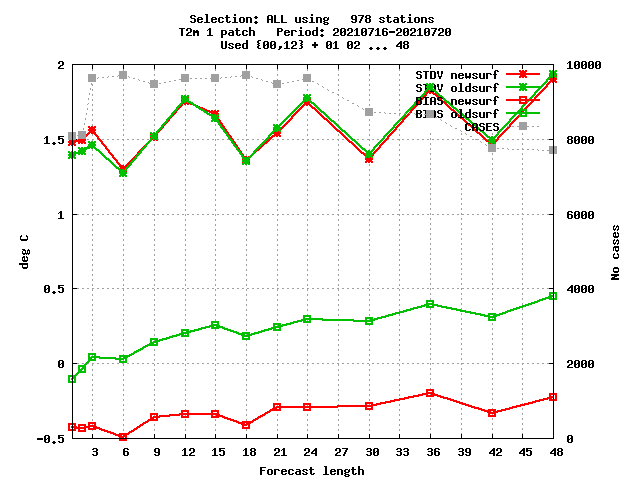 Selection: ALL using   978 stations
T2m 1 patch   Period: 20210716-20210720
Used {00,12} + 01 02 ... 48
2
1.5
1
0.5
0
-0.5
deg C
10000
8000
6000
4000
2000
0
No cases
STDV newsurf
STDV oldsurf
BIAS newsurf
BIAS oldsurf
CASES
3 6 9 12 15 18 21 24 27 30 33 36 39 42 45 48
Forecast length